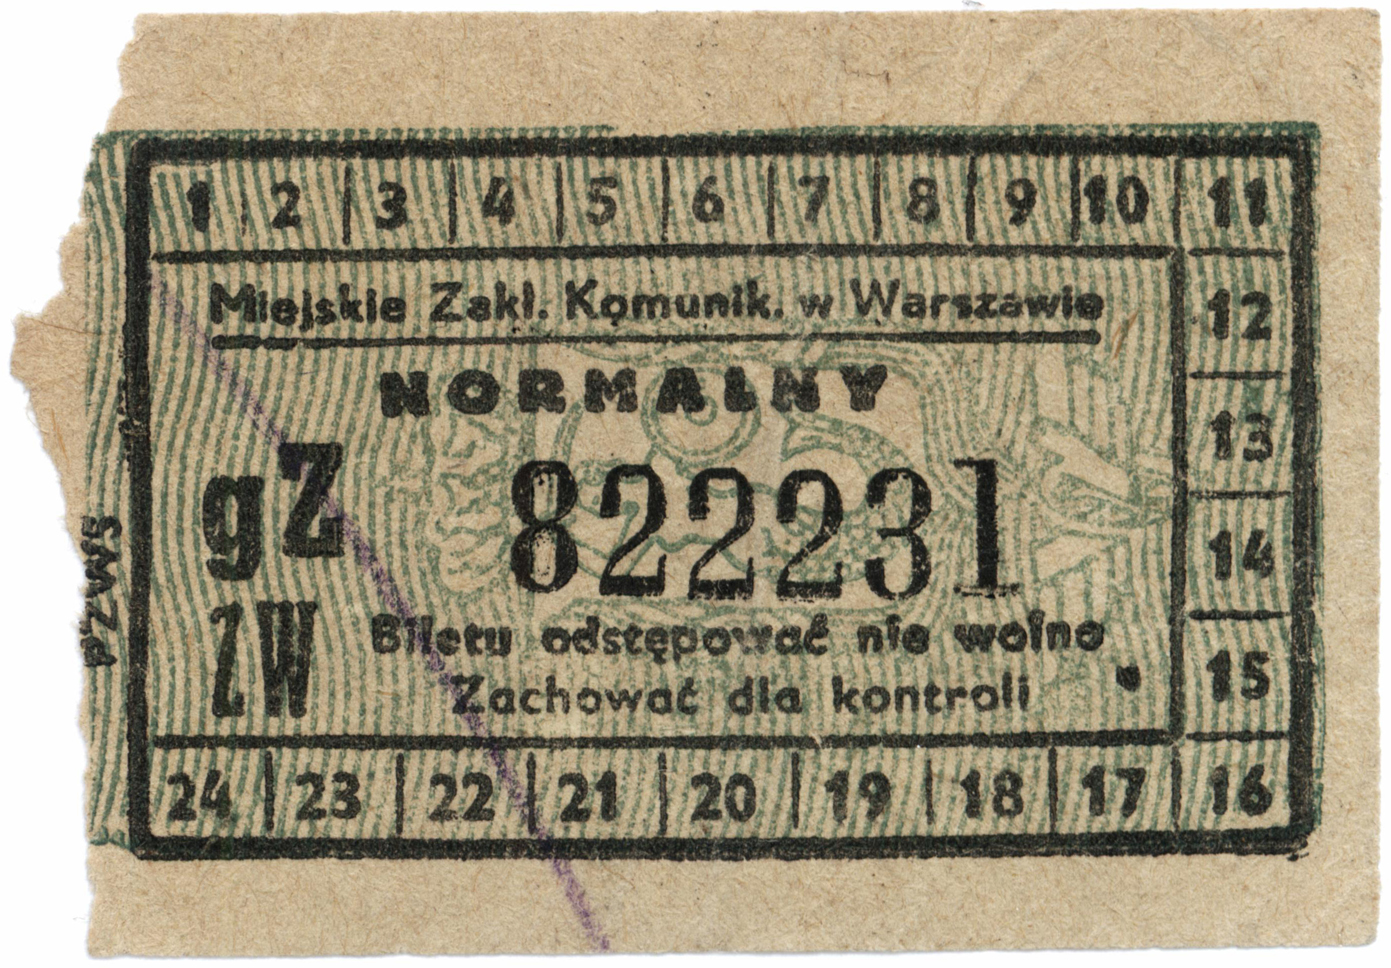 1 2 3 4 5 6 7 8 9 10 11
Miejskie Zakł. Komunik. w Warszawie
12
NORMALNY
13
gZ 822231
14
ZW Biletu odstępować nie wolno
Zachować dla kontroli
15
24 23 22 21 20 19 18 17 16
PZWS